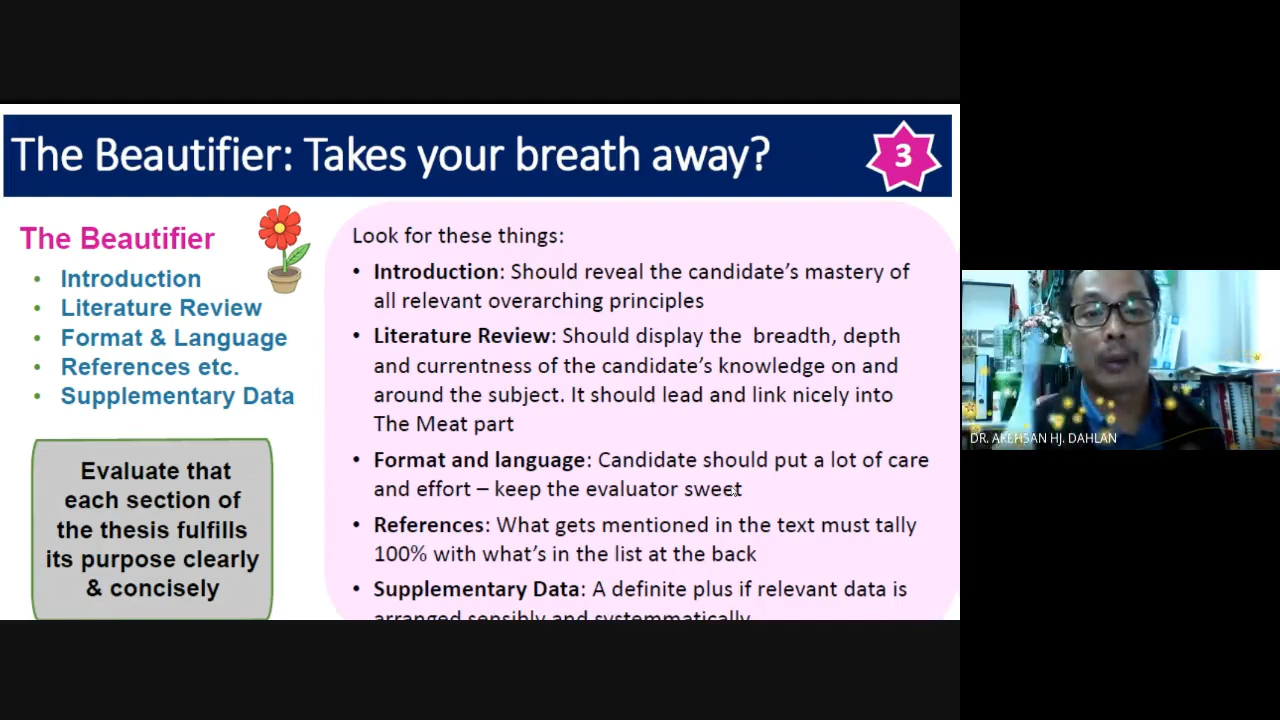 The Beautifier: Takes your breath away?
3
The Beautifier
• Introduction
• Literature Review
• Format & Language
• References etc.
• Supplementary Data
Evaluate that
each section of
the thesis fulfills
its purpose clearly
& concisely
Look for these things:
• Introduction: Should reveal the candidate's mastery of
all relevant overarching principles
• Literature Review: Should display the breadth, depth
and currentness of the candidate's knowledge on and
around the subject. It should lead and link nicely into
The Meat part
• Format and language: Candidate should put a lot of care
and effort – keep the evaluator sweet
• References: What gets mentioned in the text must tally
100% with what's in the list at the back
• Supplementary Data: A definite plus if relevant data is
arranged sensibly and systemmatically
DR. AREHSAN HJ. DAHLAN